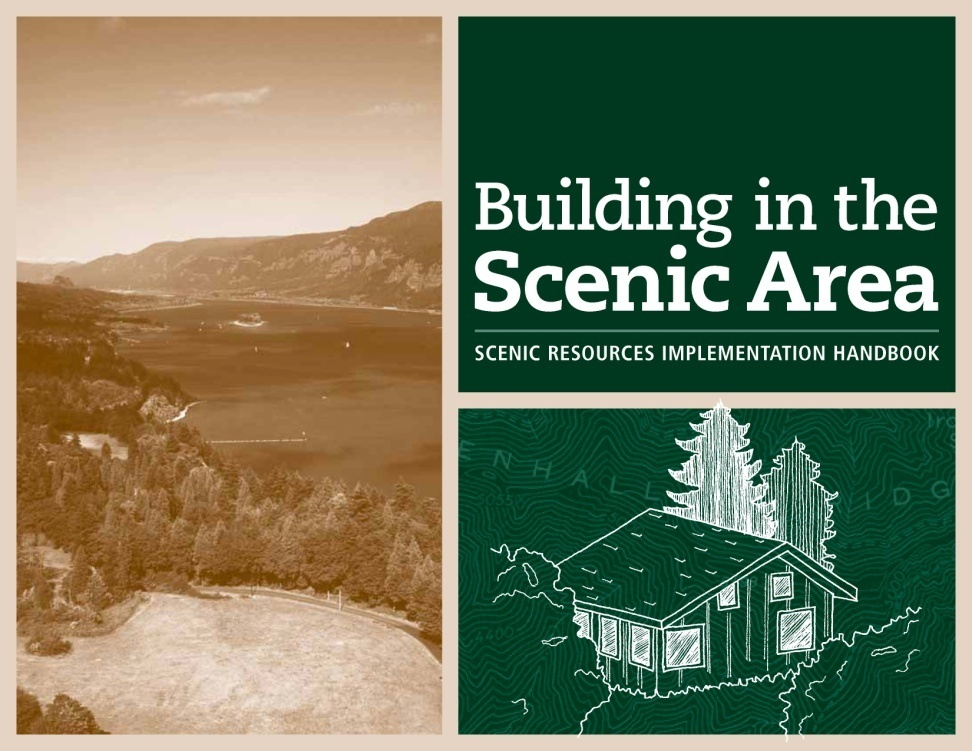 Building in the
Scenic Area
SCENIC RESOURCES IMPLEMENTATION HANDBOOK